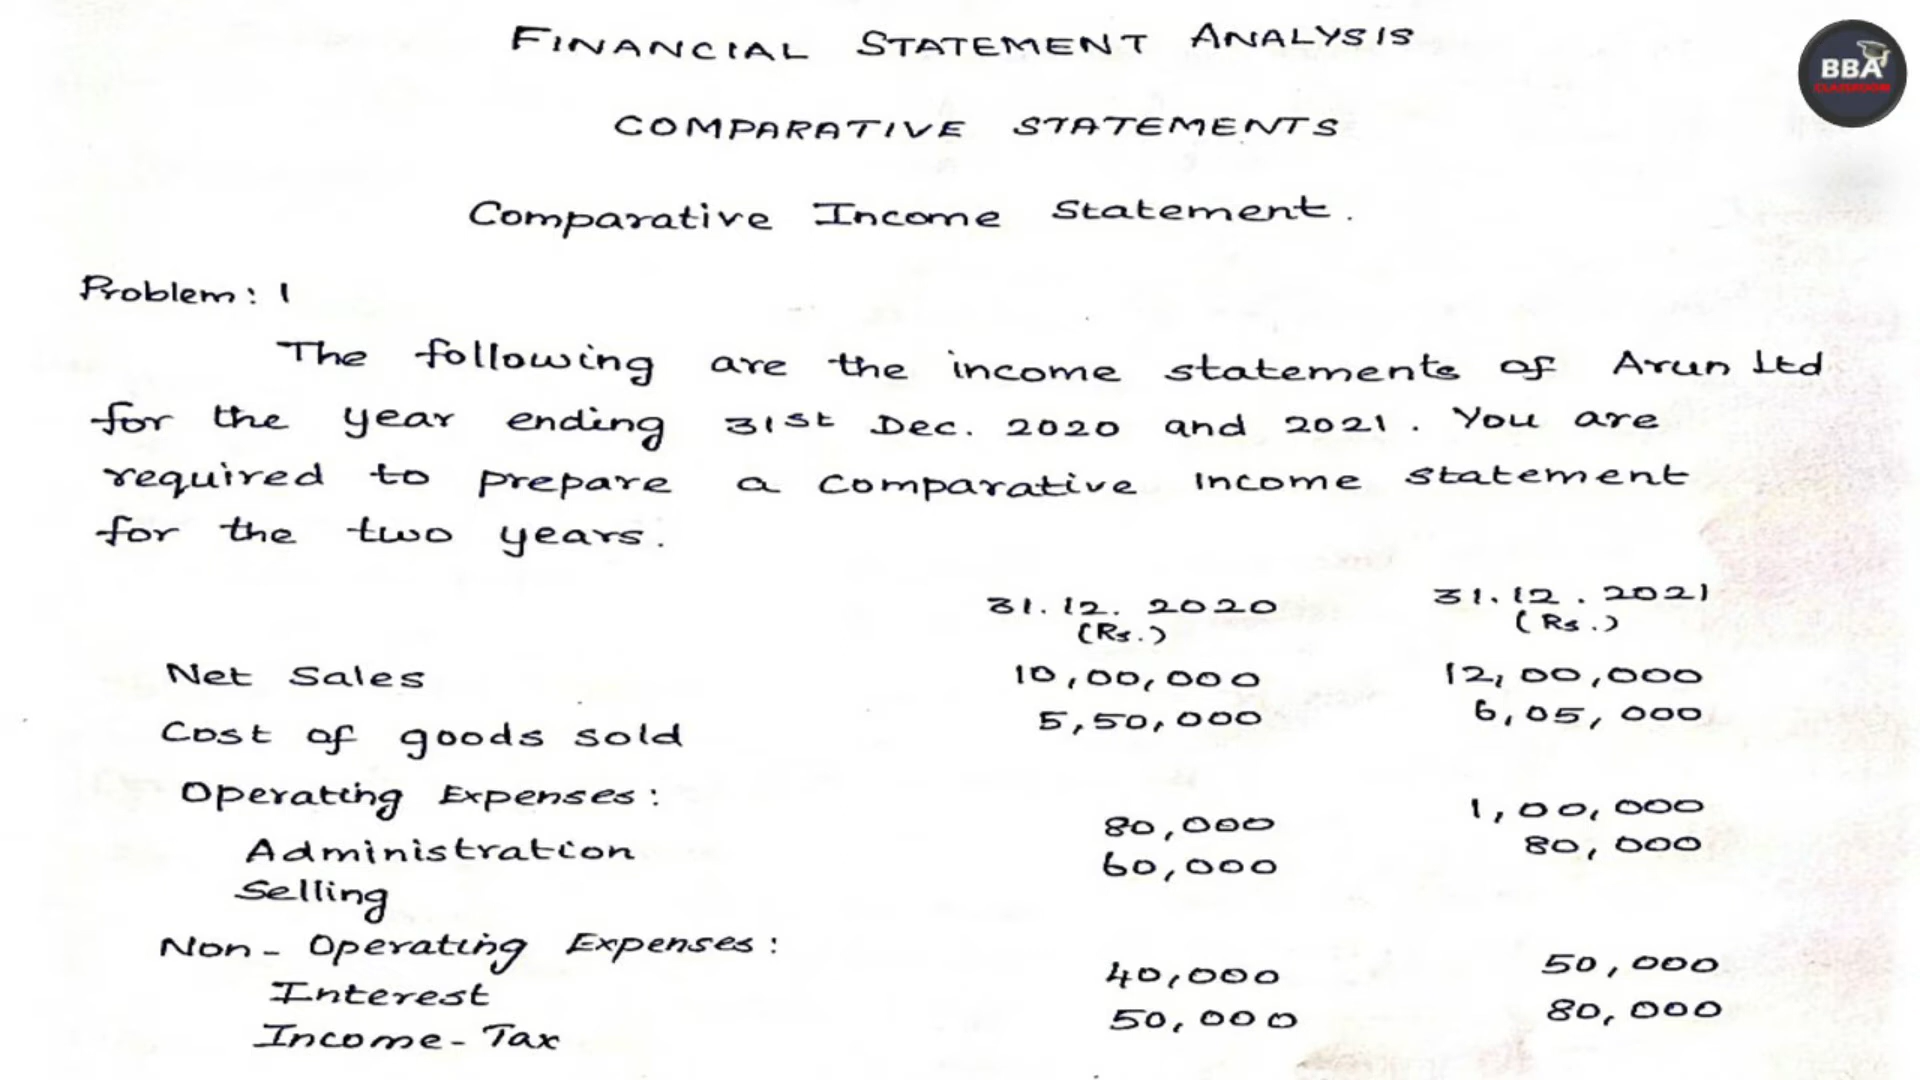 FINANCIAL STATEMENT ANALYSIS
BBA
CLASSROOM
COMPARATIVE STATEMENTS
Comparative Income Statement.
Problem: 1
The following are the income statements of Arun Ltd
for the year ending 31st Dec. 2020 and 2021. You are
required to prepare a comparative income statement
for the two years.
31.12.2020 31.12.2021
(Rs.) (Rs.)
Net Sales 10,00,000 12,00,000
Cost of goods sold 5,50,000 6,05,000
Operating Expenses:
Administration 80,000 1,00,000
Selling 60,000 80,000
Non-Operating Expenses:
Interest 40,000 50,000
Income-Tax 50,000 80,000